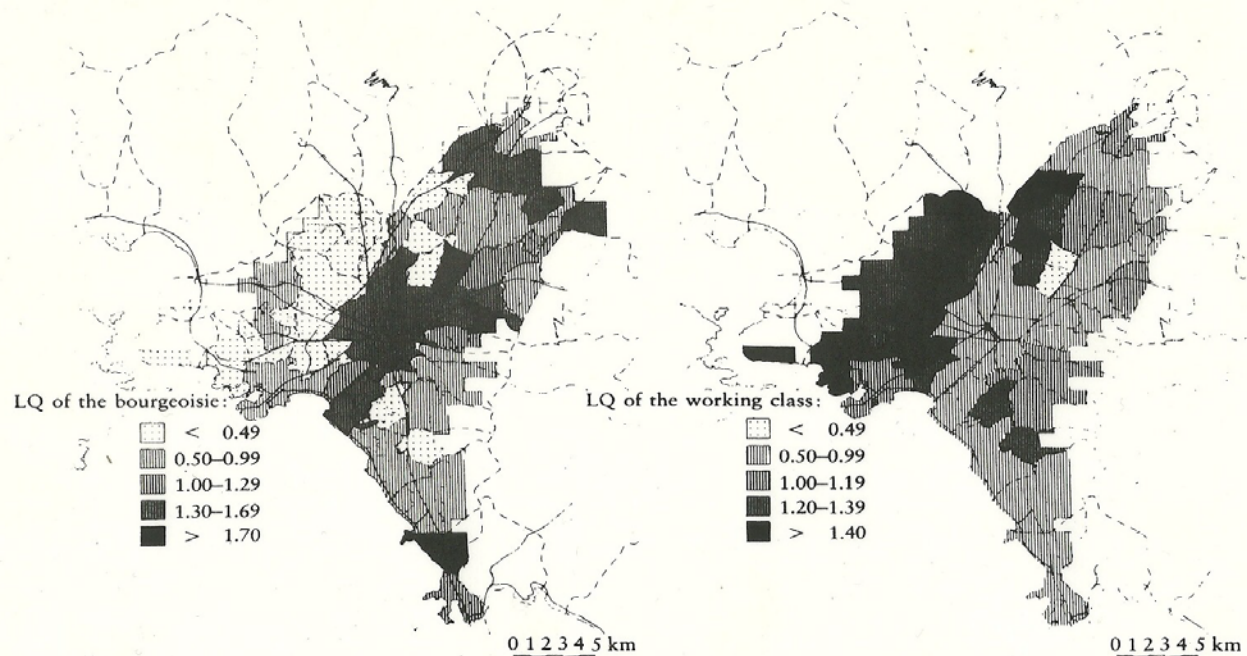 LQ of the bourgeoisie:
< 0.49
0.50–0.99
1.00–1.29
1.30–1.69
> 1.70
0 1 2 3 4 5 km
LQ of the working class:
< 0.49
0.50–0.99
1.00–1.19
1.20–1.39
> 1.40
0 1 2 3 4 5 km